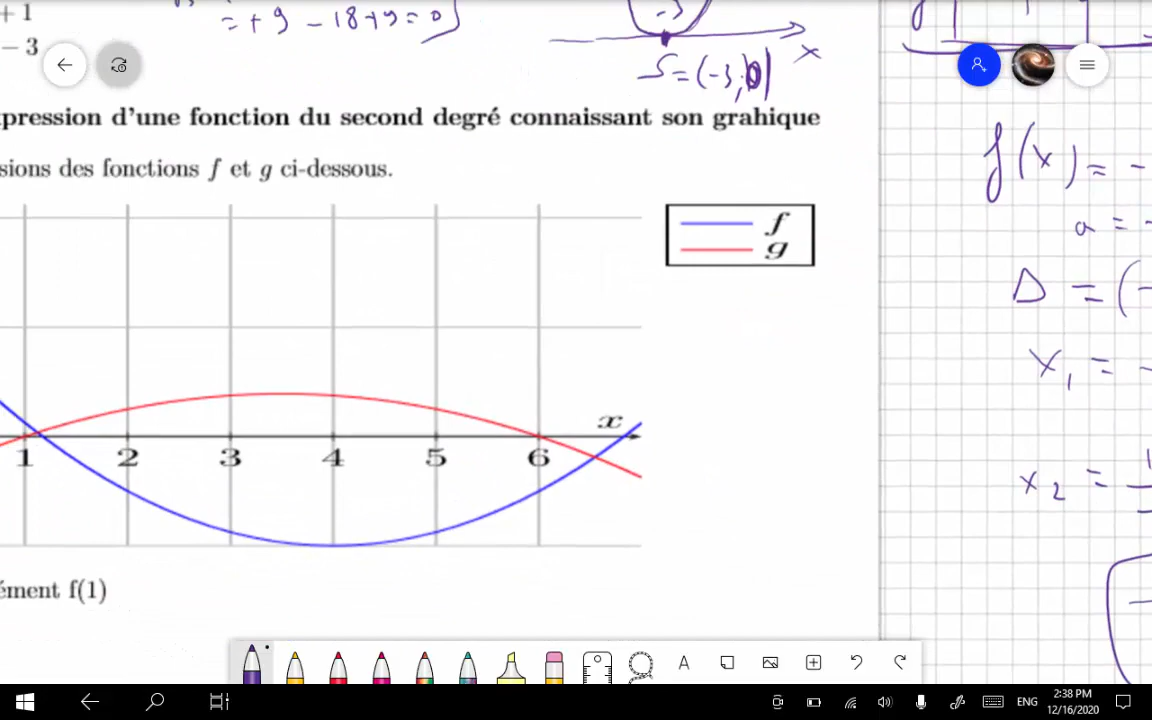 + 1
= + 9 - 18 + 9 = 0
- 3
-3
x
S = (-3, 0)
pression d'une fonction du second degré connaissant son grahique
sions des fonctions f et g ci-dessous.
f
g
x
1 2 3 4 5 6
ément f(1)
f(x) = -
a = -
Δ = (-
x₁ = -
x₂ =
A
ENG
2:38 PM
12/16/2020